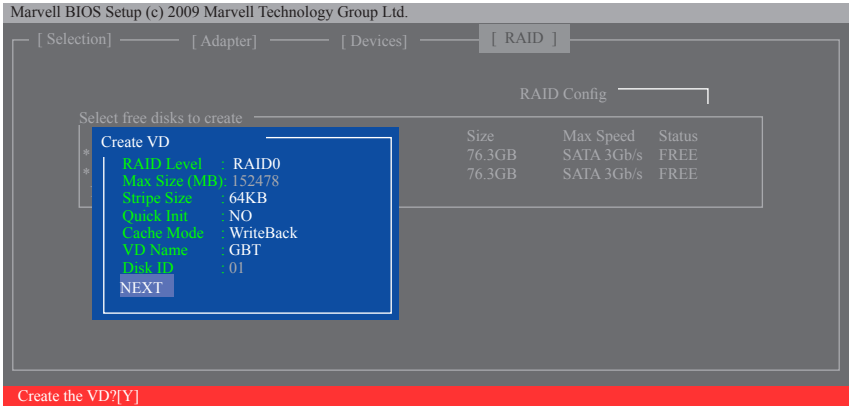 Marvell BIOS Setup (c) 2009 Marvell Technology Group Ltd.
[ Selection] [ Adapter] [ Devices] [ RAID ]
RAID Config
Select free disks to create
Size Max Speed Status
* 76.3GB SATA 3Gb/s FREE
* 76.3GB SATA 3Gb/s FREE
Create VD
RAID Level : RAID0
Max Size (MB): 152478
Stripe Size : 64KB
Quick Init : NO
Cache Mode : WriteBack
VD Name : GBT
Disk ID : 01
NEXT
Create the VD?[Y]